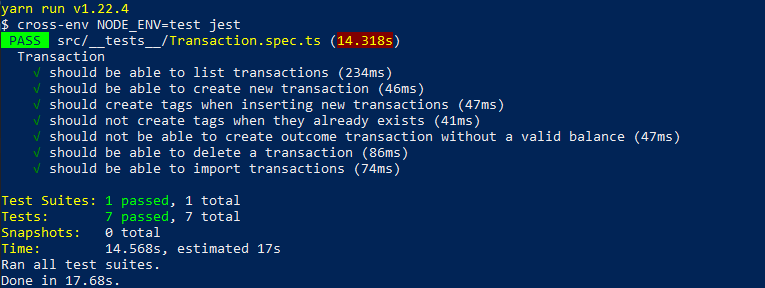 yarn run v1.22.4
$ cross-env NODE_ENV=test jest
PASS src/__tests__/Transaction.spec.ts (14.318s)
Transaction
√ should be able to list transactions (234ms)
√ should be able to create new transaction (46ms)
√ should create tags when inserting new transactions (47ms)
√ should not create tags when they already exists (41ms)
√ should not be able to create outcome transaction without a valid balance (47ms)
√ should be able to delete a transaction (86ms)
√ should be able to import transactions (74ms)
Test Suites: 1 passed, 1 total
Tests: 7 passed, 7 total
Snapshots: 0 total
Time: 14.568s, estimated 17s
Ran all test suites.
Done in 17.68s.